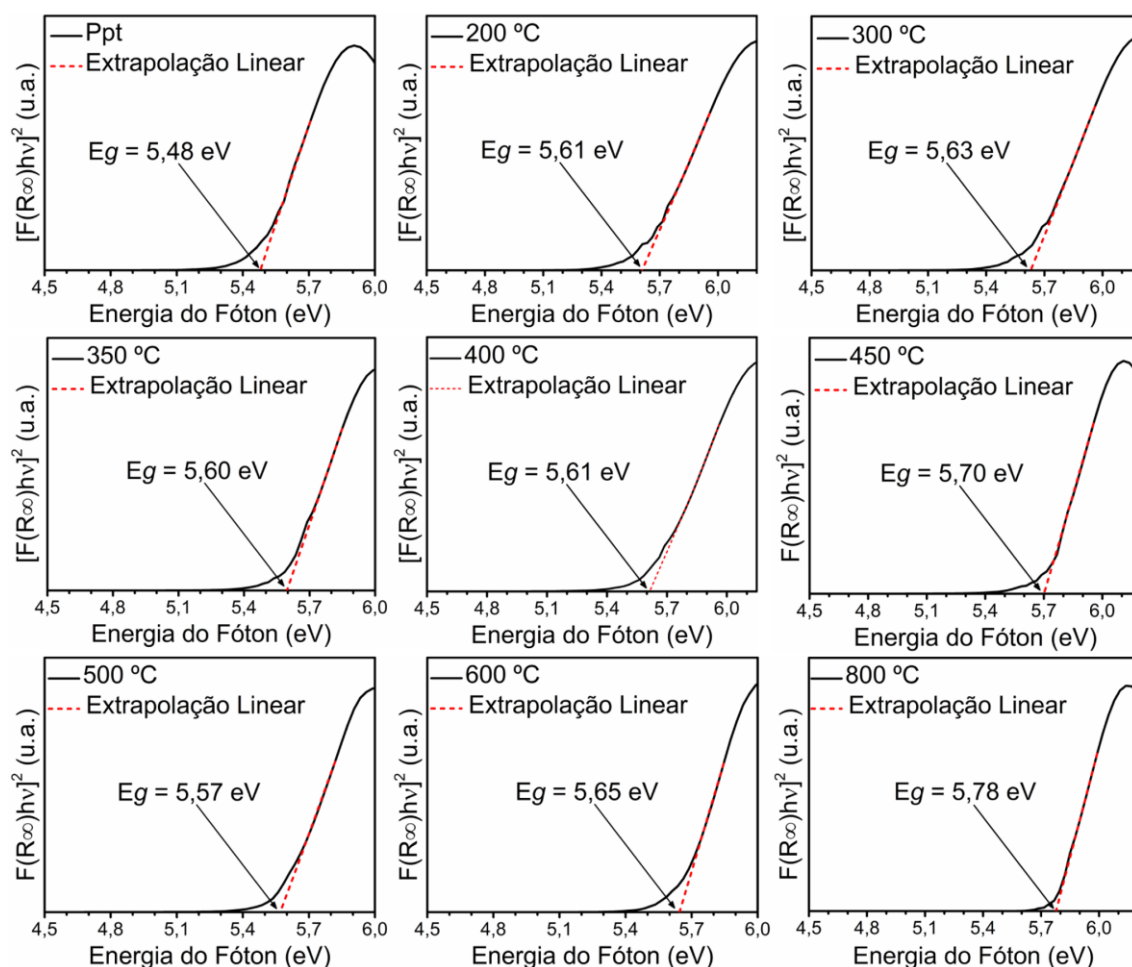 Ppt
Extrapolação Linear
Eg = 5,48 eV
[F(R∞)hν]² (u.a.)
4,5 4,8 5,1 5,4 5,7 6,0
Energia do Fóton (eV)
200 ºC
Extrapolação Linear
Eg = 5,61 eV
[F(R∞)hν]² (u.a.)
4,5 4,8 5,1 5,4 5,7 6,0
Energia do Fóton (eV)
300 ºC
Extrapolação Linear
Eg = 5,63 eV
[F(R∞)hν]² (u.a.)
4,5 4,8 5,1 5,4 5,7 6,0
Energia do Fóton (eV)
350 ºC
Extrapolação Linear
Eg = 5,60 eV
[F(R∞)hν]² (u.a.)
4,5 4,8 5,1 5,4 5,7 6,0
Energia do Fóton (eV)
400 ºC
Extrapolação Linear
Eg = 5,61 eV
[F(R∞)hν]² (u.a.)
4,5 4,8 5,1 5,4 5,7 6,0
Energia do Fóton (eV)
450 ºC
Extrapolação Linear
Eg = 5,70 eV
F(R∞)hν]² (u.a.)
4,5 4,8 5,1 5,4 5,7 6,0
Energia do Fóton (eV)
500 ºC
Extrapolação Linear
Eg = 5,57 eV
F(R∞)hν]² (u.a.)
4,5 4,8 5,1 5,4 5,7 6,0
Energia do Fóton (eV)
600 ºC
Extrapolação Linear
Eg = 5,65 eV
F(R∞)hν]² (u.a.)
4,5 4,8 5,1 5,4 5,7 6,0
Energia do Fóton (eV)
800 ºC
Extrapolação Linear
Eg = 5,78 eV
F(R∞)hν]² (u.a.)
4,5 4,8 5,1 5,4 5,7 6,0
Energia do Fóton (eV)